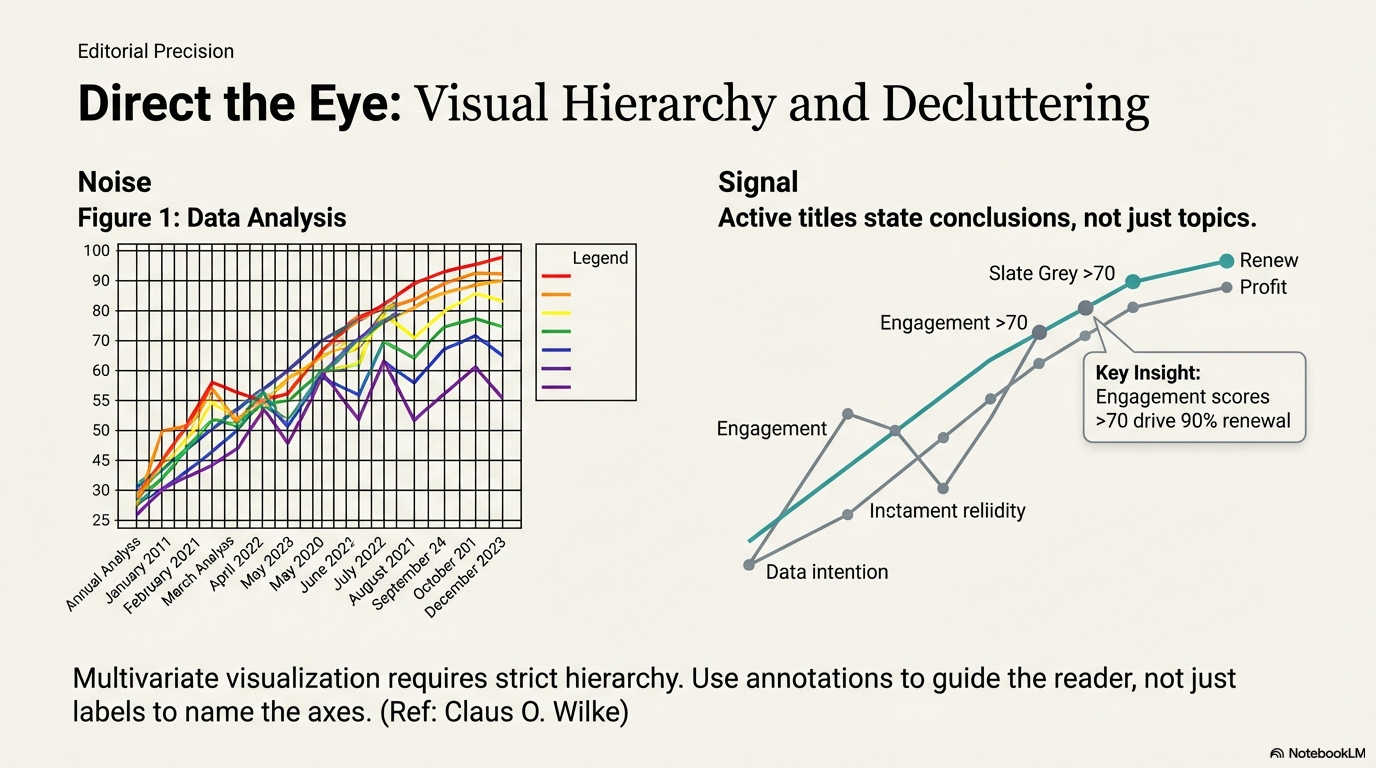 Editorial Precision
Direct the Eye: Visual Hierarchy and Decluttering
Noise
Figure 1: Data Analysis
100
90
80
70
60
55
50
45
30
25
Legend
Annual Analyss
January 2011
February 2021
March Analyss
April 2022
Moy 2023
May 2020
June 2022
July 2022
August 2021
September 24
October 201
December 2023
Signal
Active titles state conclusions, not just topics.
Slate Grey >70
Renew
Profit
Engagement >70
Key Insight:
Engagement scores
>70 drive 90% renewal
Engagement
Inctament reliidity
Data intention
Multivariate visualization requires strict hierarchy. Use annotations to guide the reader, not just
labels to name the axes. (Ref: Claus O. Wilke)
NotebookLM